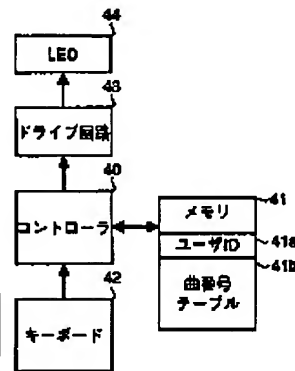 44
LED
43
ドライブ回路
40
コントローラ
41
メモリ
ユーザID
41a
41b
曲番号
テーブル
42
キーボード